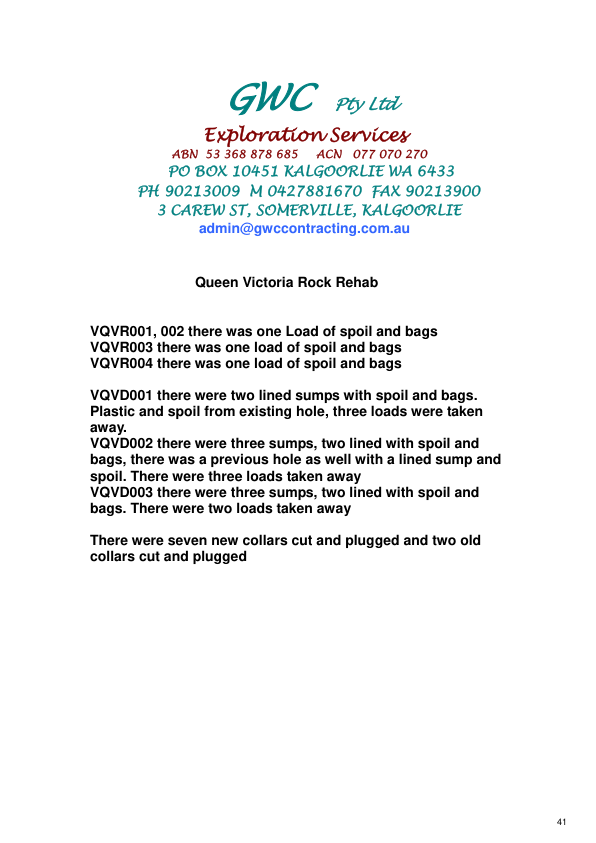 GWC Pty Ltd
Exploration Services
ABN 53 368 878 685 ACN 077 070 270
PO BOX 10451 KALGOORLIE WA 6433
PH 90213009 M 0427881670 FAX 90213900
3 CAREW ST, SOMERVILLE, KALGOORLIE
admin@gwccontracting.com.au
Queen Victoria Rock Rehab
VQVR001, 002 there was one Load of spoil and bags
VQVR003 there was one load of spoil and bags
VQVR004 there was one load of spoil and bags
VQVD001 there were two lined sumps with spoil and bags.
Plastic and spoil from existing hole, three loads were taken
away.
VQVD002 there were three sumps, two lined with spoil and
bags, there was a previous hole as well with a lined sump and
spoil. There were three loads taken away
VQVD003 there were three sumps, two lined with spoil and
bags. There were two loads taken away
There were seven new collars cut and plugged and two old
collars cut and plugged
41